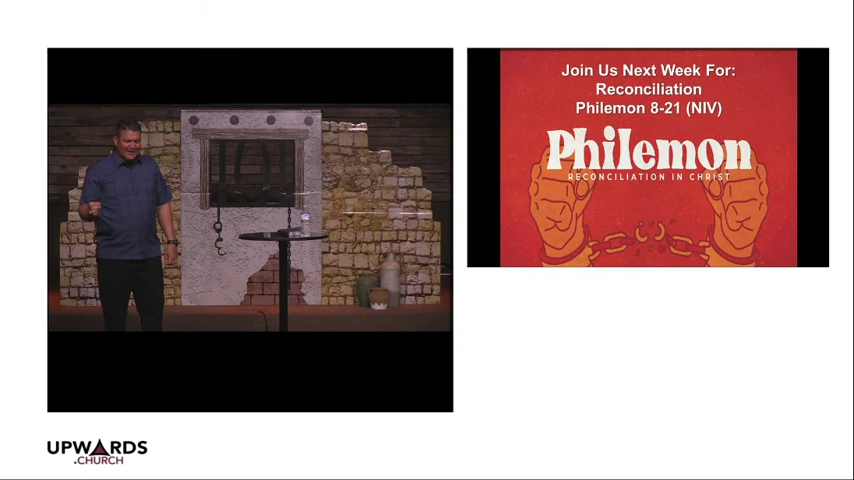 Join Us Next Week For:
Reconciliation
Philemon 8-21 (NIV)
Philemon
RECONCILIATION IN CHRIST
UPWARDS
.CHURCH